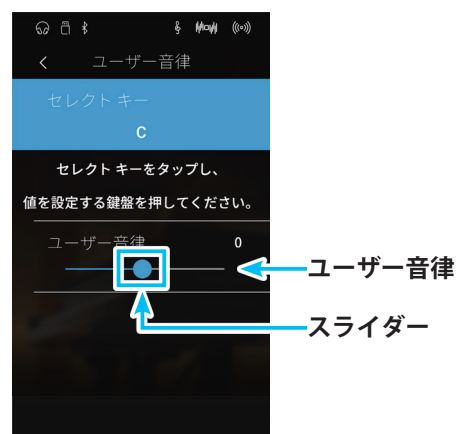 ユーザー音律
セレクト キー
C
セレクト キーをタップし、
値を設定する鍵盤を押してください。
ユーザー音律 0
ユーザー音律
スライダー